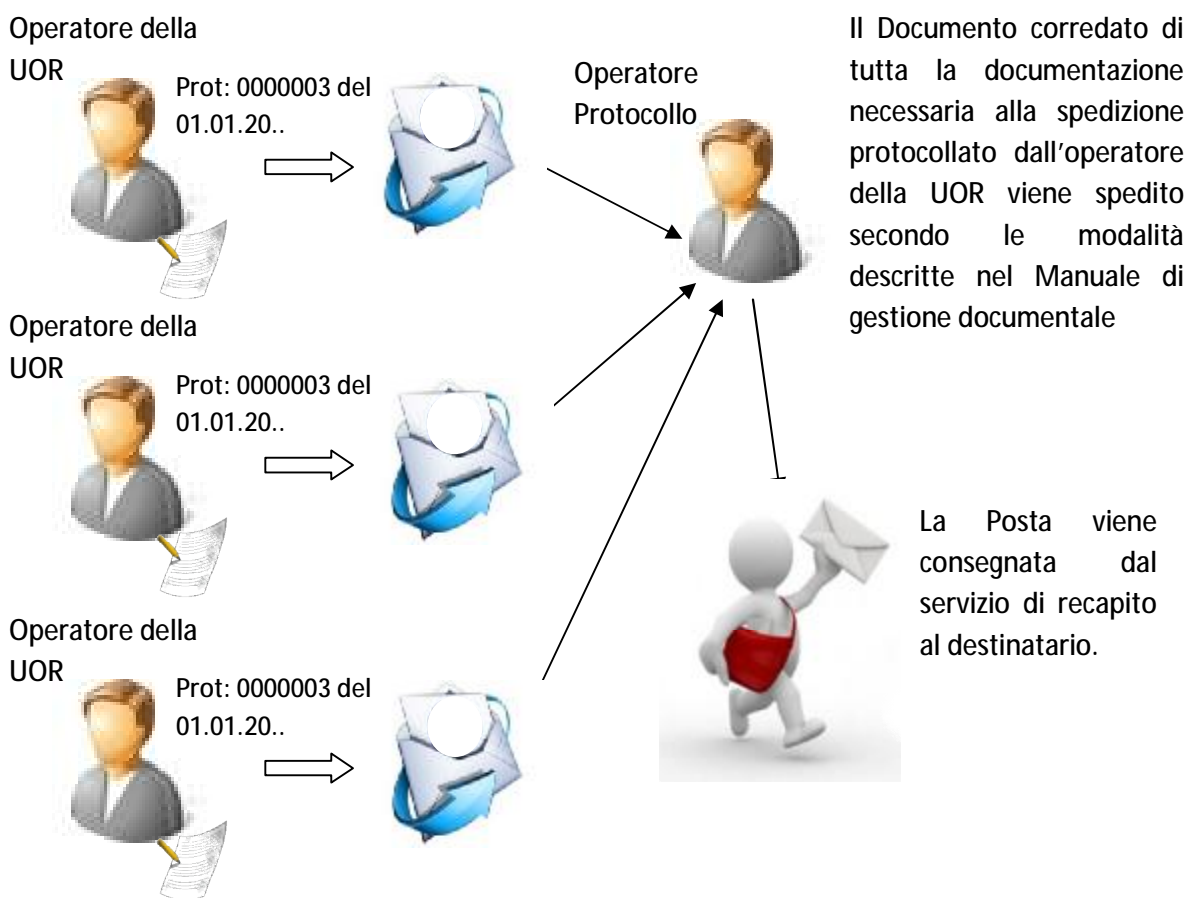 Operatore della
UOR
Prot: 0000003 del
01.01.20..
Operatore
Protocollo
Il Documento corredato di
tutta la documentazione
necessaria alla spedizione
protocollato dall'operatore
della UOR viene spedito
secondo le modalità
descritte nel Manuale di
gestione documentale
Operatore della
UOR
Prot: 0000003 del
01.01.20..
La Posta viene
consegnata dal
servizio di recapito
al destinatario.
Operatore della
UOR
Prot: 0000003 del
01.01.20..